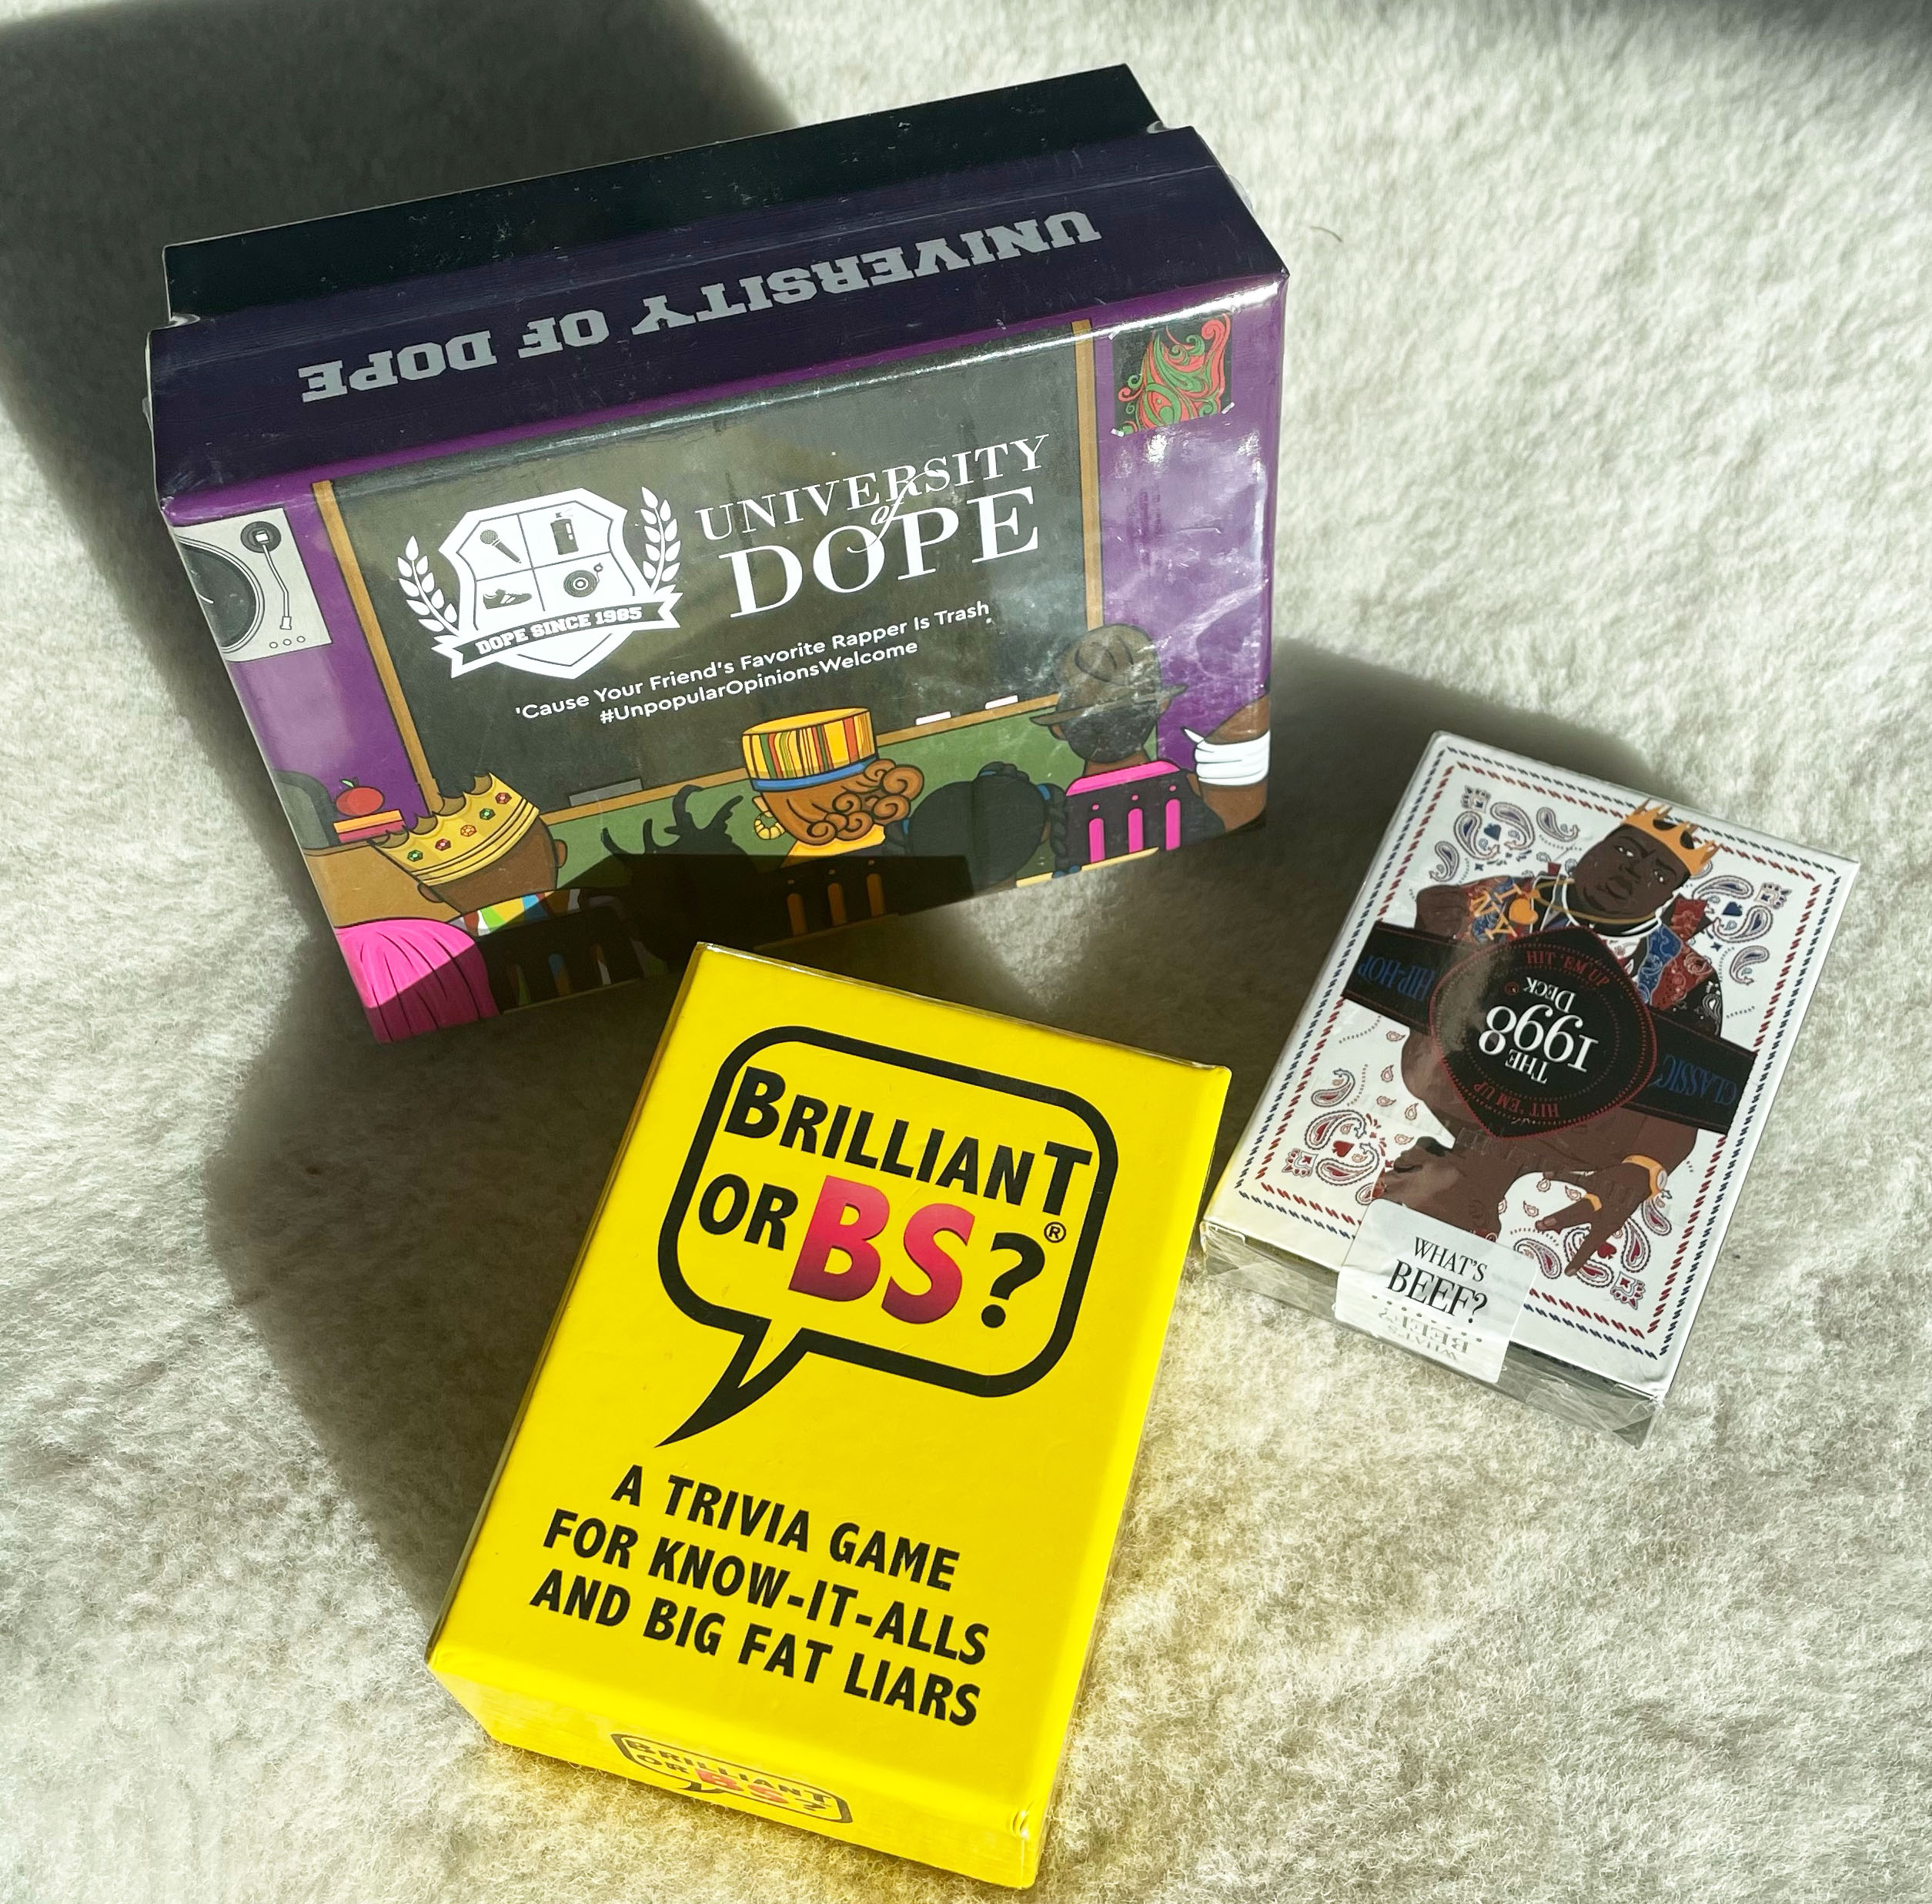 UNIVERSITY OF DOPE
UNIVERSITY
of
DOPE
DOPE SINCE 1985
'Cause Your Friend's Favorite Rapper Is Trash
#UnpopularOpinionsWelcome
BRILLIANT
OR BS?®
A TRIVIA GAME
FOR KNOW-IT-ALLS
AND BIG FAT LIARS
BRILLIANT
OR BS?
HIT 'EM UP
THE
1998
DECK
HIT 'EM UP
CLASSIC
HIP-HOP
WHAT'S
BEEF?
WHAT'S
BEEF?